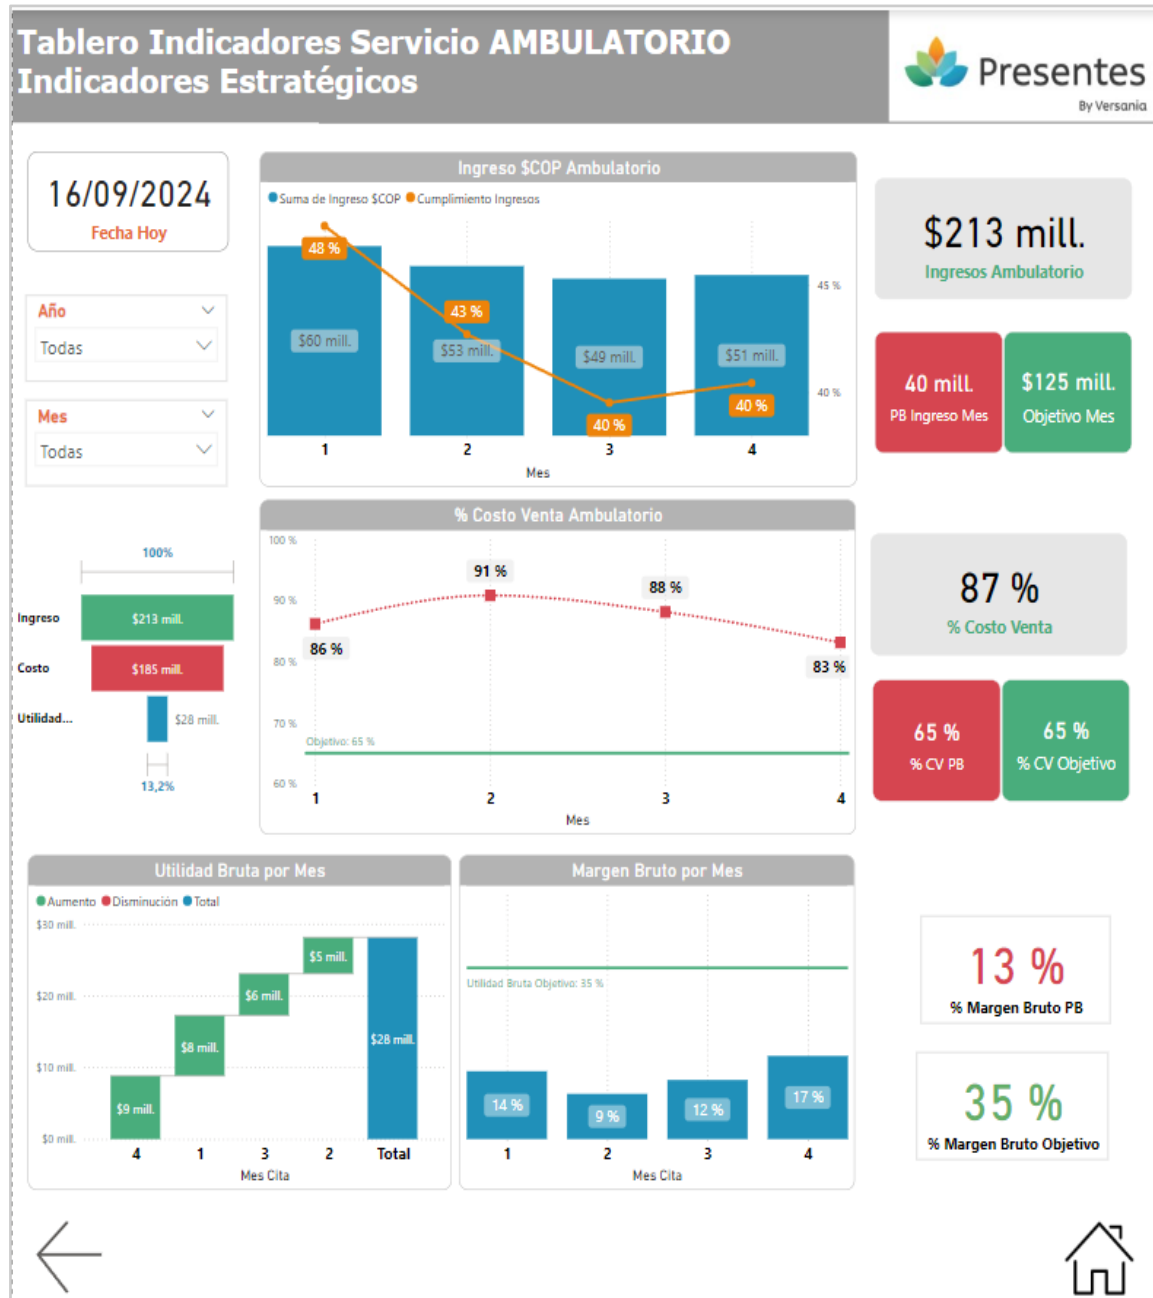 Tablero Indicadores Servicio AMBULATORIO
Indicadores Estratégicos
Presentes
By Versania
16/09/2024
Fecha Hoy
Año
Todas
Mes
Todas
Ingreso $COP Ambulatorio
Suma de Ingreso $COP Cumplimiento Ingresos
48 %
43 %
40 %
40 %
$60 mill.
$53 mill.
$49 mill.
$51 mill.
45 %
40 %
1 2 3 4
Mes
$213 mill.
Ingresos Ambulatorio
40 mill.
PB Ingreso Mes
$125 mill.
Objetivo Mes
100%
Ingreso $213 mill.
Costo $185 mill.
Utilidad... $28 mill.
13,2%
% Costo Venta Ambulatorio
100 %
90 %
80 %
70 %
60 %
86 %
91 %
88 %
83 %
Objetivo: 65 %
1 2 3 4
Mes
87 %
% Costo Venta
65 %
% CV PB
65 %
% CV Objetivo
Utilidad Bruta por Mes
Aumento Disminución Total
$30 mill.
$20 mill.
$10 mill.
$0 mill.
$9 mill.
$8 mill.
$6 mill.
$5 mill.
$28 mill.
4 1 3 2 Total
Mes Cita
Margen Bruto por Mes
Utilidad Bruta Objetivo: 35 %
14 %
9 %
12 %
17 %
1 2 3 4
Mes Cita
13 %
% Margen Bruto PB
35 %
% Margen Bruto Objetivo